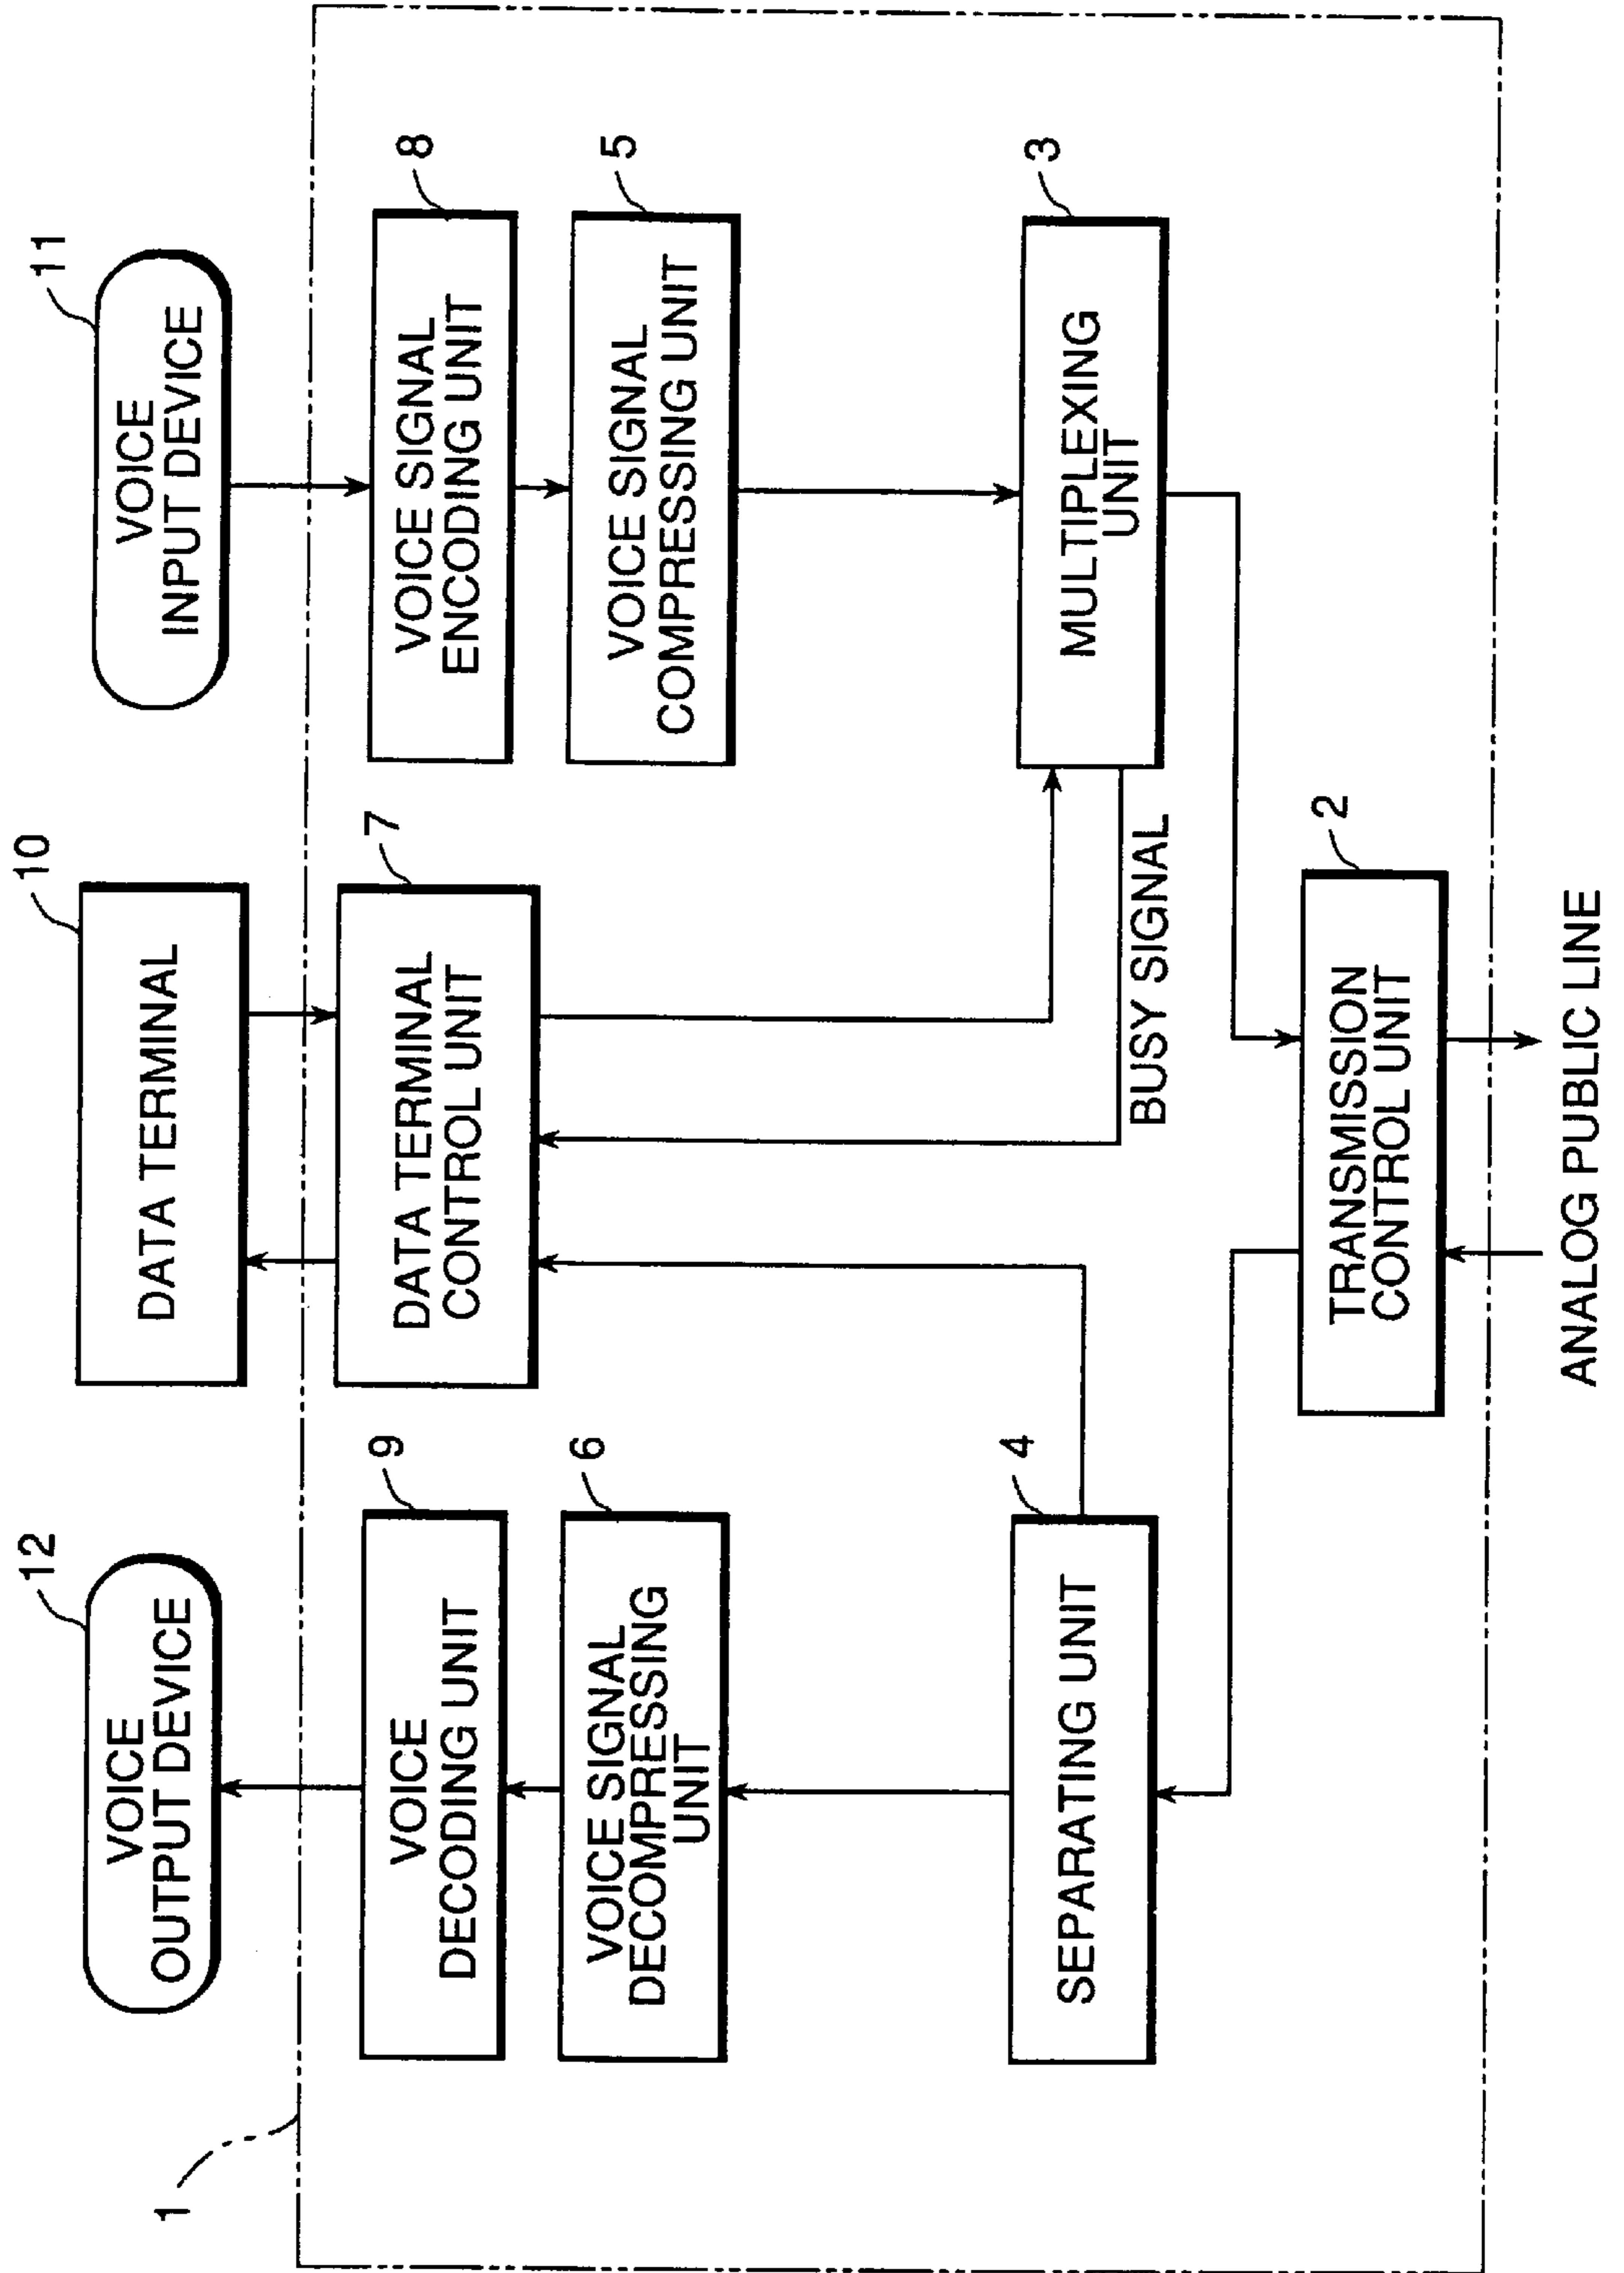 1
12
VOICE
OUTPUT DEVICE
10
DATA TERMINAL
11
VOICE
INPUT DEVICE
9
VOICE
DECODING UNIT
7
DATA TERMINAL
CONTROL UNIT
8
VOICE SIGNAL
ENCODING UNIT
6
VOICE SIGNAL
DECOMPRESSING
UNIT
5
VOICE SIGNAL
COMPRESSING UNIT
4
SEPARATING UNIT
3
MULTIPLEXING
UNIT
BUSY SIGNAL
2
TRANSMISSION
CONTROL UNIT
ANALOG PUBLIC LINE